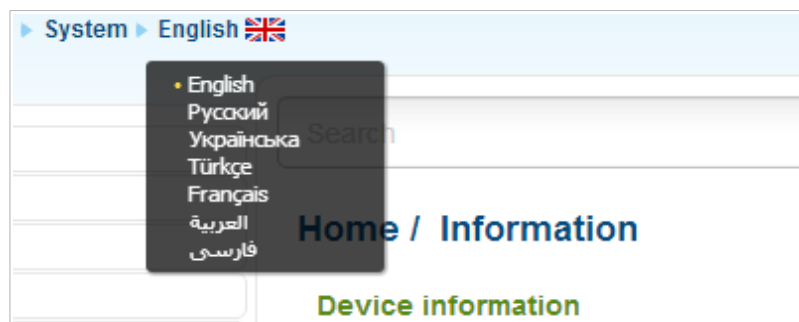 System English
• English
Русский
Українська
Türkçe
Français
العربية
فارسی
Search
Home / Information
Device information